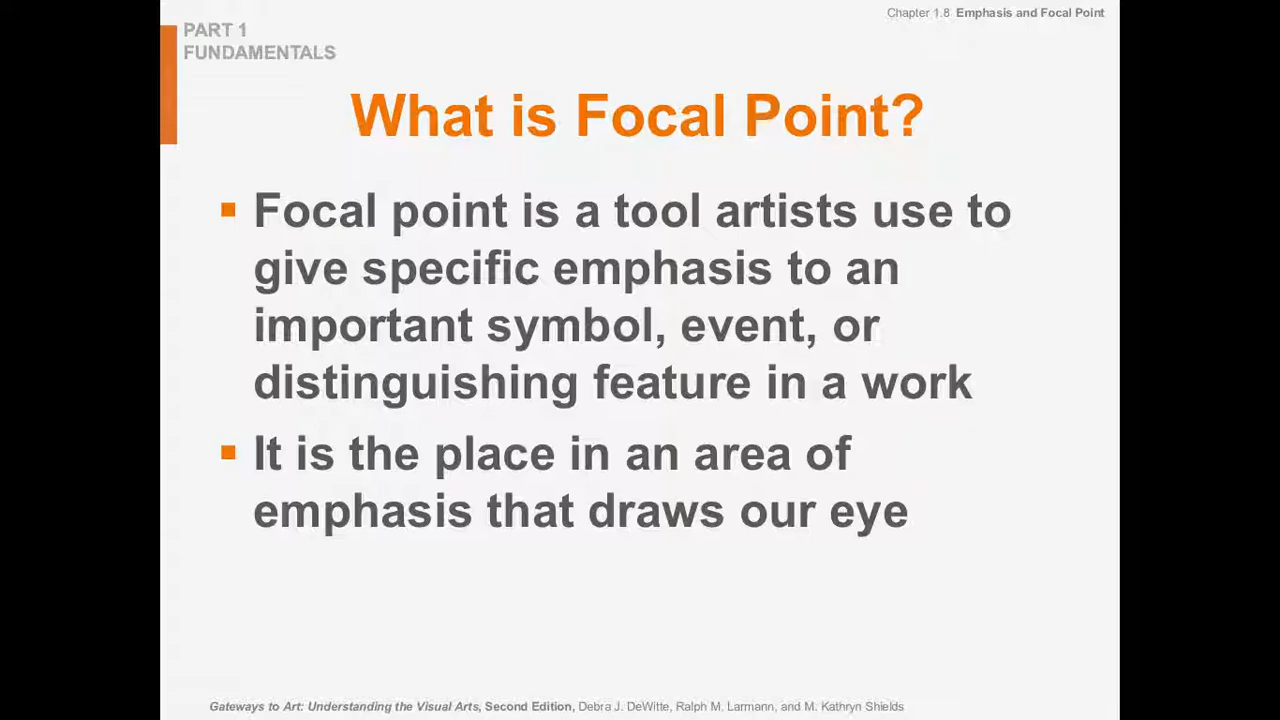 Chapter 1.8 Emphasis and Focal Point
PART 1
FUNDAMENTALS
What is Focal Point?
▪ Focal point is a tool artists use to
give specific emphasis to an
important symbol, event, or
distinguishing feature in a work
▪ It is the place in an area of
emphasis that draws our eye
Gateways to Art: Understanding the Visual Arts, Second Edition, Debra J. DeWitte, Ralph M. Larmann, and M. Kathryn Shields